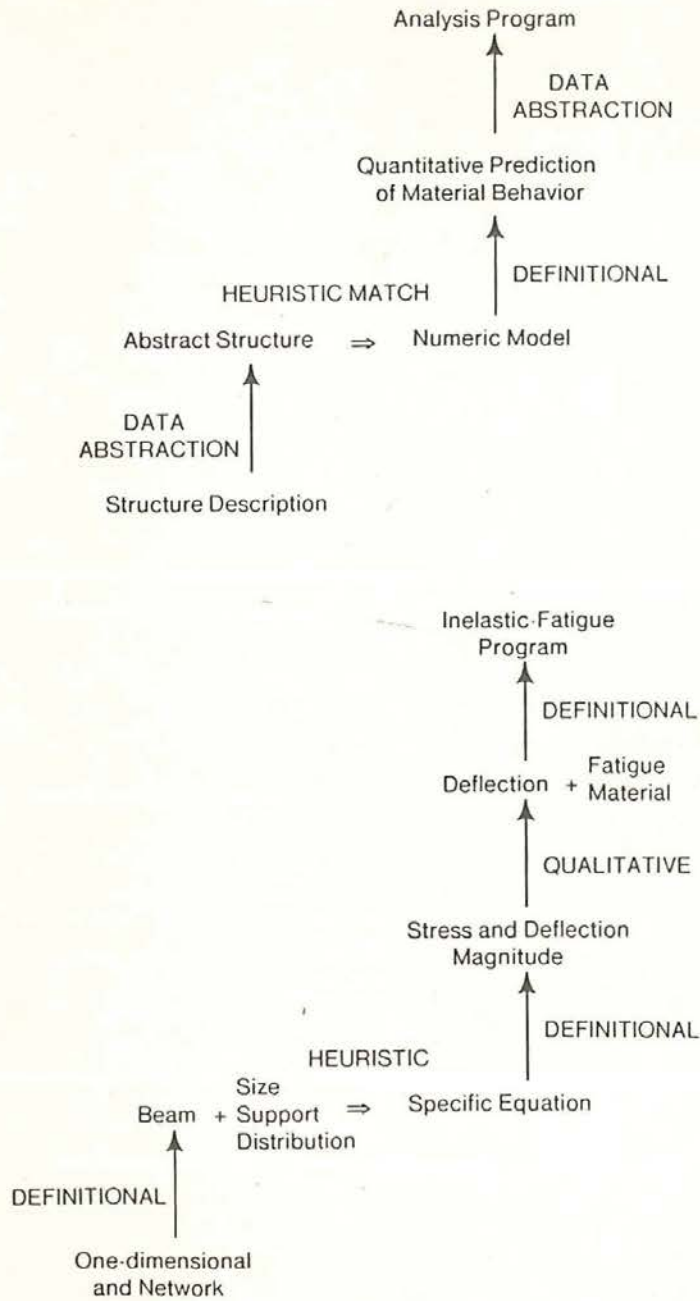 Analysis Program
DATA
ABSTRACTION
Quantitative Prediction
of Material Behavior
DEFINITIONAL
HEURISTIC MATCH
Abstract Structure ⇒ Numeric Model
DATA
ABSTRACTION
Structure Description
Inelastic-Fatigue
Program
DEFINITIONAL
Deflection + Fatigue
Material
QUALITATIVE
Stress and Deflection
Magnitude
DEFINITIONAL
HEURISTIC
Size
Beam + Support ⇒ Specific Equation
Distribution
DEFINITIONAL
One-dimensional
and Network